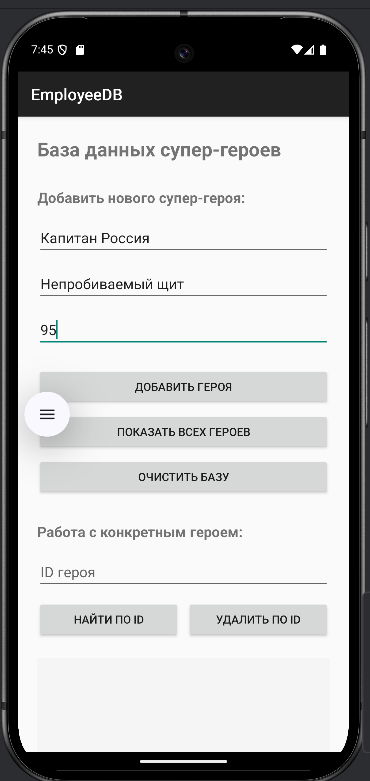 7:45
EmployeeDB
База данных супер-героев
Добавить нового супер-героя:
Капитан Россия
Непробиваемый щит
95
ДОБАВИТЬ ГЕРОЯ
ПОКАЗАТЬ ВСЕХ ГЕРОЕВ
ОЧИСТИТЬ БАЗУ
Работа с конкретным героем:
ID героя
НАЙТИ ПО ID УДАЛИТЬ ПО ID